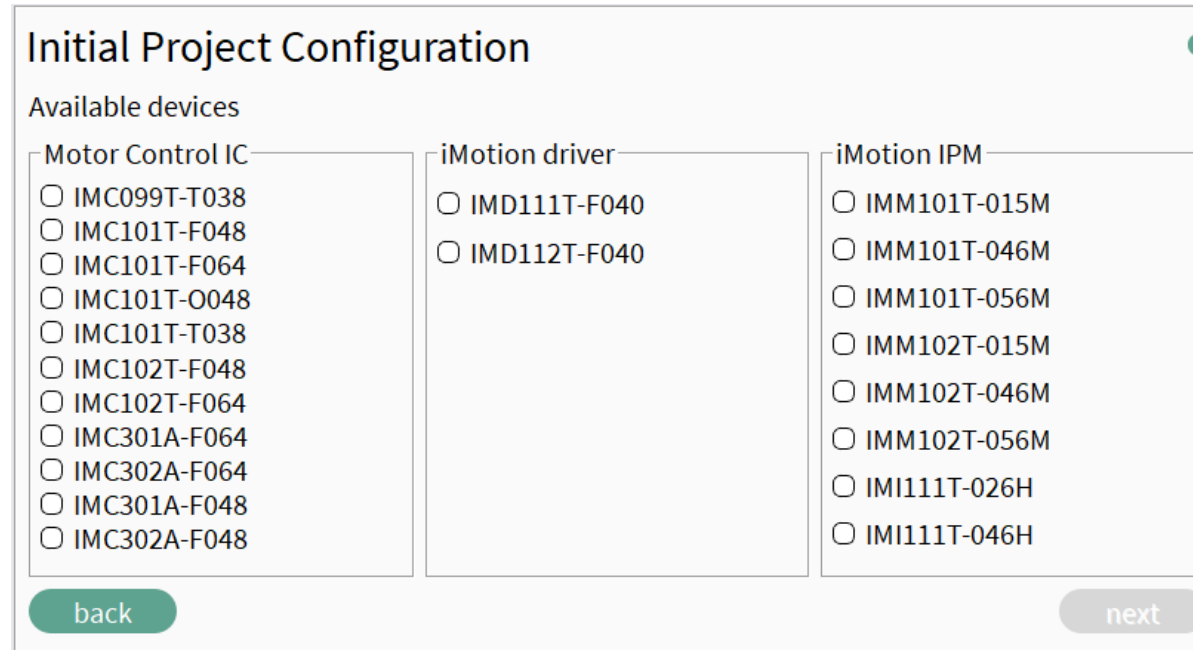 Initial Project Configuration
Available devices
Motor Control IC
IMC099T-T038
IMC101T-F048
IMC101T-F064
IMC101T-O048
IMC101T-T038
IMC102T-F048
IMC102T-F064
IMC301A-F064
IMC302A-F064
IMC301A-F048
IMC302A-F048
iMotion driver
IMD111T-F040
IMD112T-F040
iMotion IPM
IMM101T-015M
IMM101T-046M
IMM101T-056M
IMM102T-015M
IMM102T-046M
IMM102T-056M
IMI111T-026H
IMI111T-046H
back
next